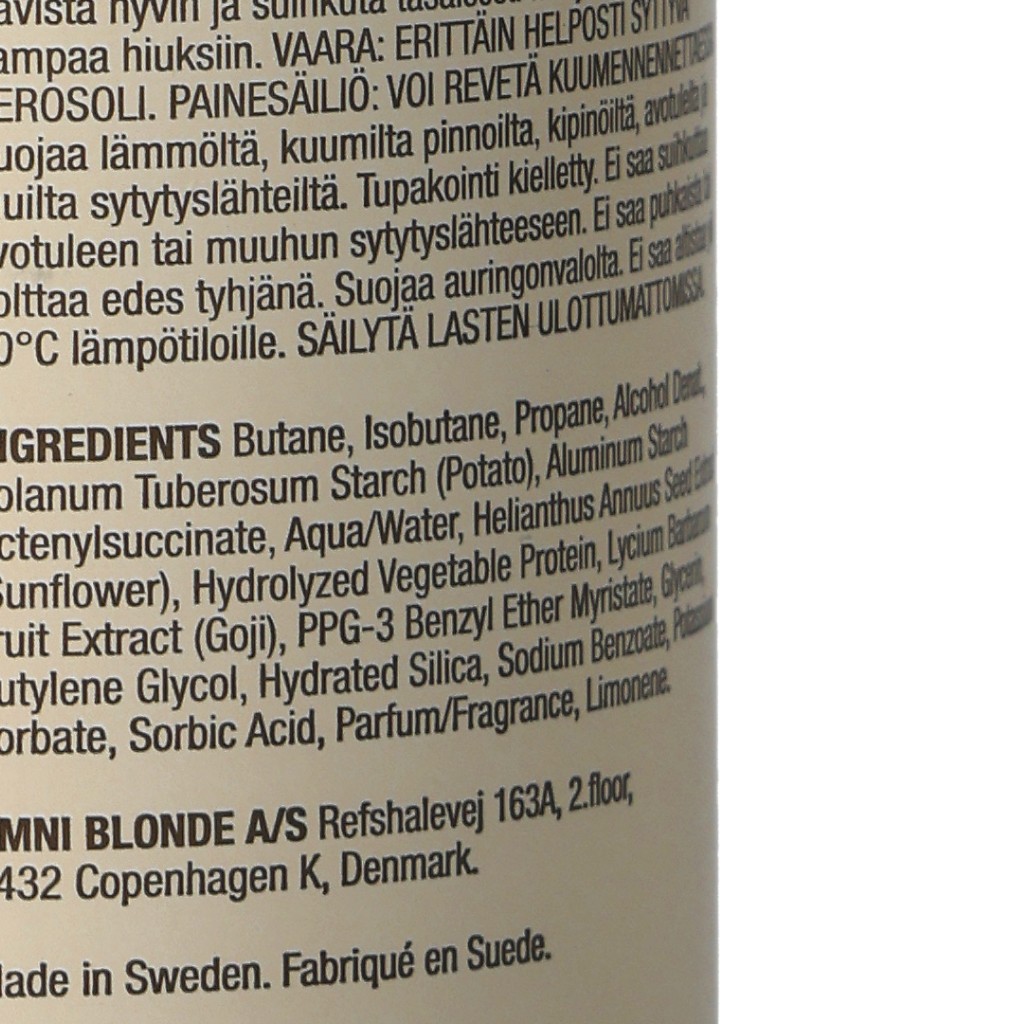 avista hyvin ja suihkuta
ampaa hiuksiin. VAARA: ERITTÄIN HELPOSTI SYTTYVÄ
EROSOLI. PAINESÄILIÖ: VOI REVETÄ KUUMENNETTAESSA
uojaa lämmöltä, kuumilta pinnoilta, kipinöiltä, avotulelta ja
uilta sytytyslähteiltä. Tupakointi kielletty. Ei saa suihkuttaa
votuleen tai muuhun sytytyslähteeseen. Ei saa puhkaista tai
olttaa edes tyhjänä. Suojaa auringonvalolta. Ei saa altistaa yli
0°C lämpötiloille. SÄILYTÄ LASTEN ULOTTUMATTOMISSA.
NGREDIENTS Butane, Isobutane, Propane, Alcohol Denat.,
olanum Tuberosum Starch (Potato), Aluminum Starch
ctenylsuccinate, Aqua/Water, Helianthus Annuus Seed Extract
Sunflower), Hydrolyzed Vegetable Protein, Lycium Barbarum
ruit Extract (Goji), PPG-3 Benzyl Ether Myristate, Glycerin,
utylene Glycol, Hydrated Silica, Sodium Benzoate, Potassium
orbate, Sorbic Acid, Parfum/Fragrance, Limonene.
MNI BLONDE A/S Refshalevej 163A, 2.floor,
432 Copenhagen K, Denmark.
ade in Sweden. Fabriqué en Suede.